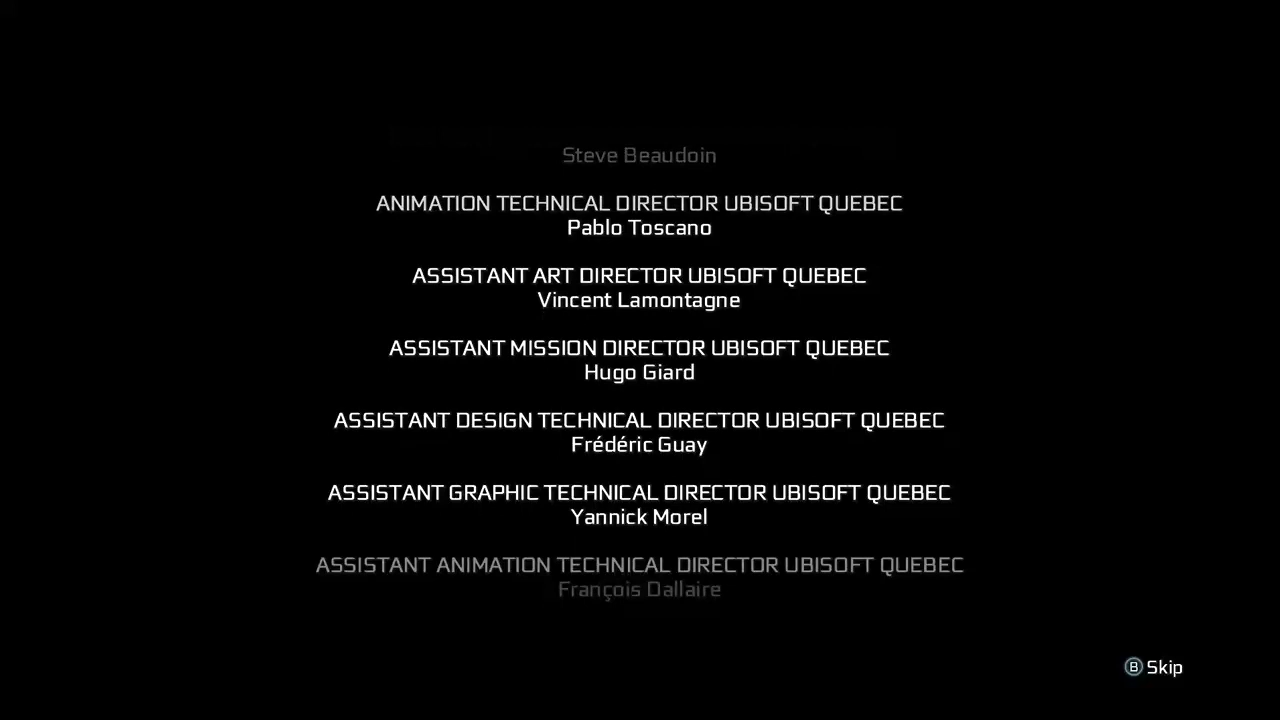 Steve Beaudoin
ANIMATION TECHNICAL DIRECTOR UBISOFT QUEBEC
Pablo Toscano
ASSISTANT ART DIRECTOR UBISOFT QUEBEC
Vincent Lamontagne
ASSISTANT MISSION DIRECTOR UBISOFT QUEBEC
Hugo Giard
ASSISTANT DESIGN TECHNICAL DIRECTOR UBISOFT QUEBEC
Frédéric Guay
ASSISTANT GRAPHIC TECHNICAL DIRECTOR UBISOFT QUEBEC
Yannick Morel
ASSISTANT ANIMATION TECHNICAL DIRECTOR UBISOFT QUEBEC
François Dallaire
B Skip